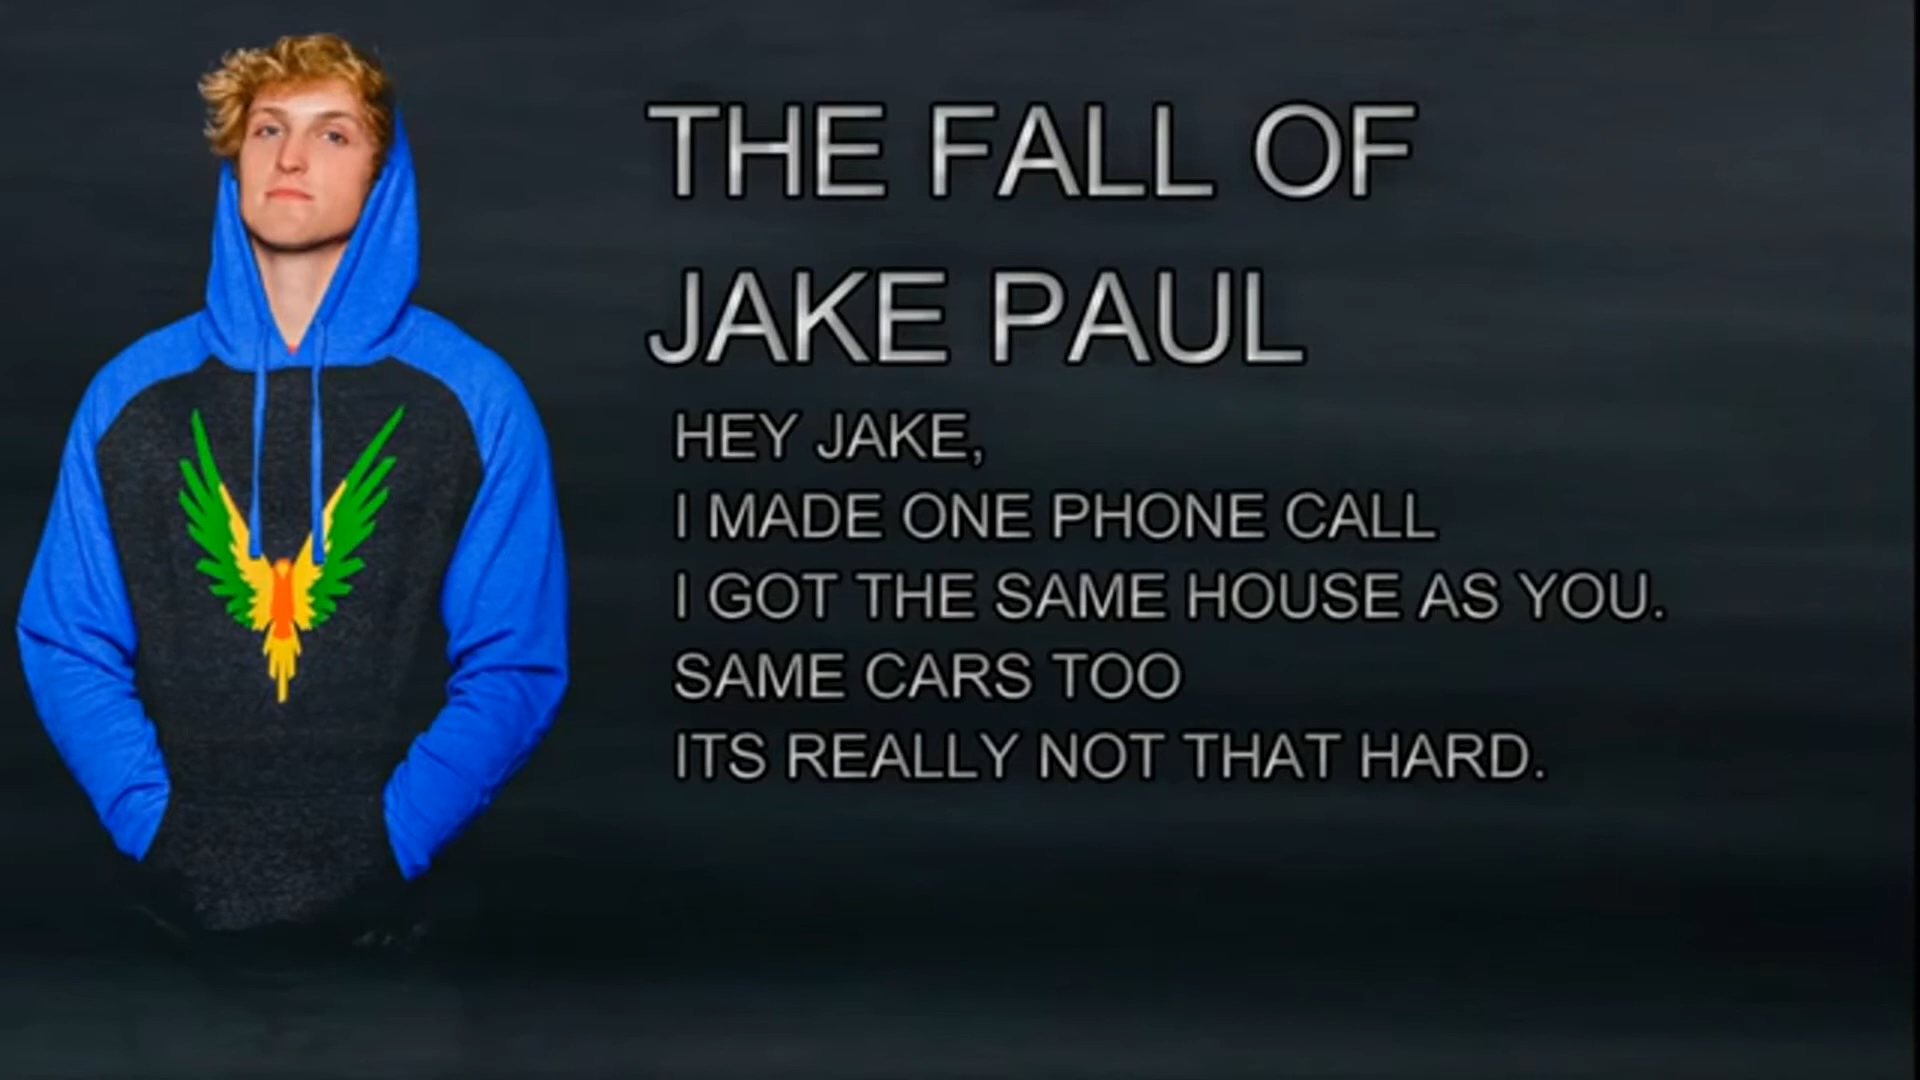 THE FALL OF
JAKE PAUL
HEY JAKE,
I MADE ONE PHONE CALL
I GOT THE SAME HOUSE AS YOU.
SAME CARS TOO
ITS REALLY NOT THAT HARD.